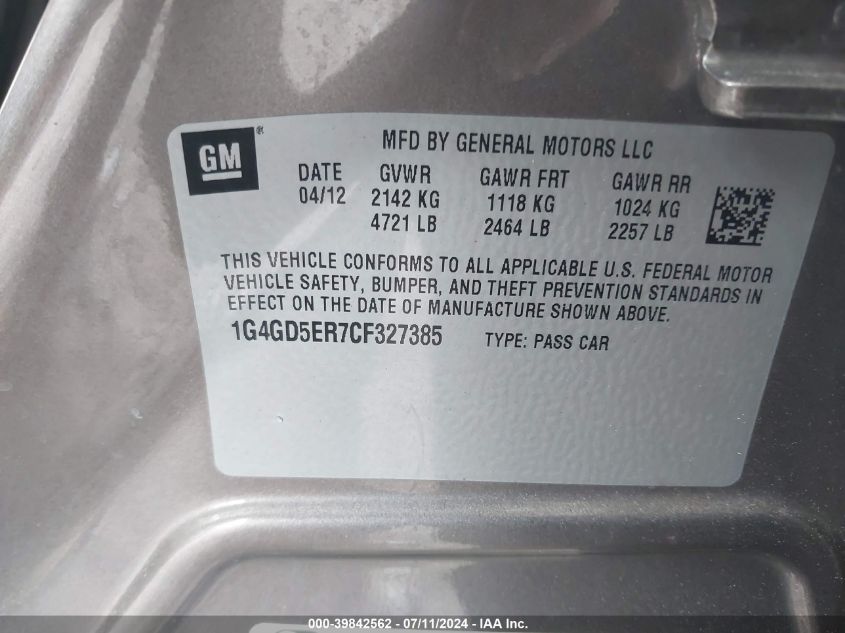 GM®
MFD BY GENERAL MOTORS LLC
DATE GVWR GAWR FRT GAWR RR
04/12 2142 KG 1118 KG 1024 KG
4721 LB 2464 LB 2257 LB
THIS VEHICLE CONFORMS TO ALL APPLICABLE U.S. FEDERAL MOTOR
VEHICLE SAFETY, BUMPER, AND THEFT PREVENTION STANDARDS IN
EFFECT ON THE DATE OF MANUFACTURE SHOWN ABOVE.
1G4GD5ER7CF327385 TYPE: PASS CAR
000-39842562 - 07/11/2024 - IAA Inc.